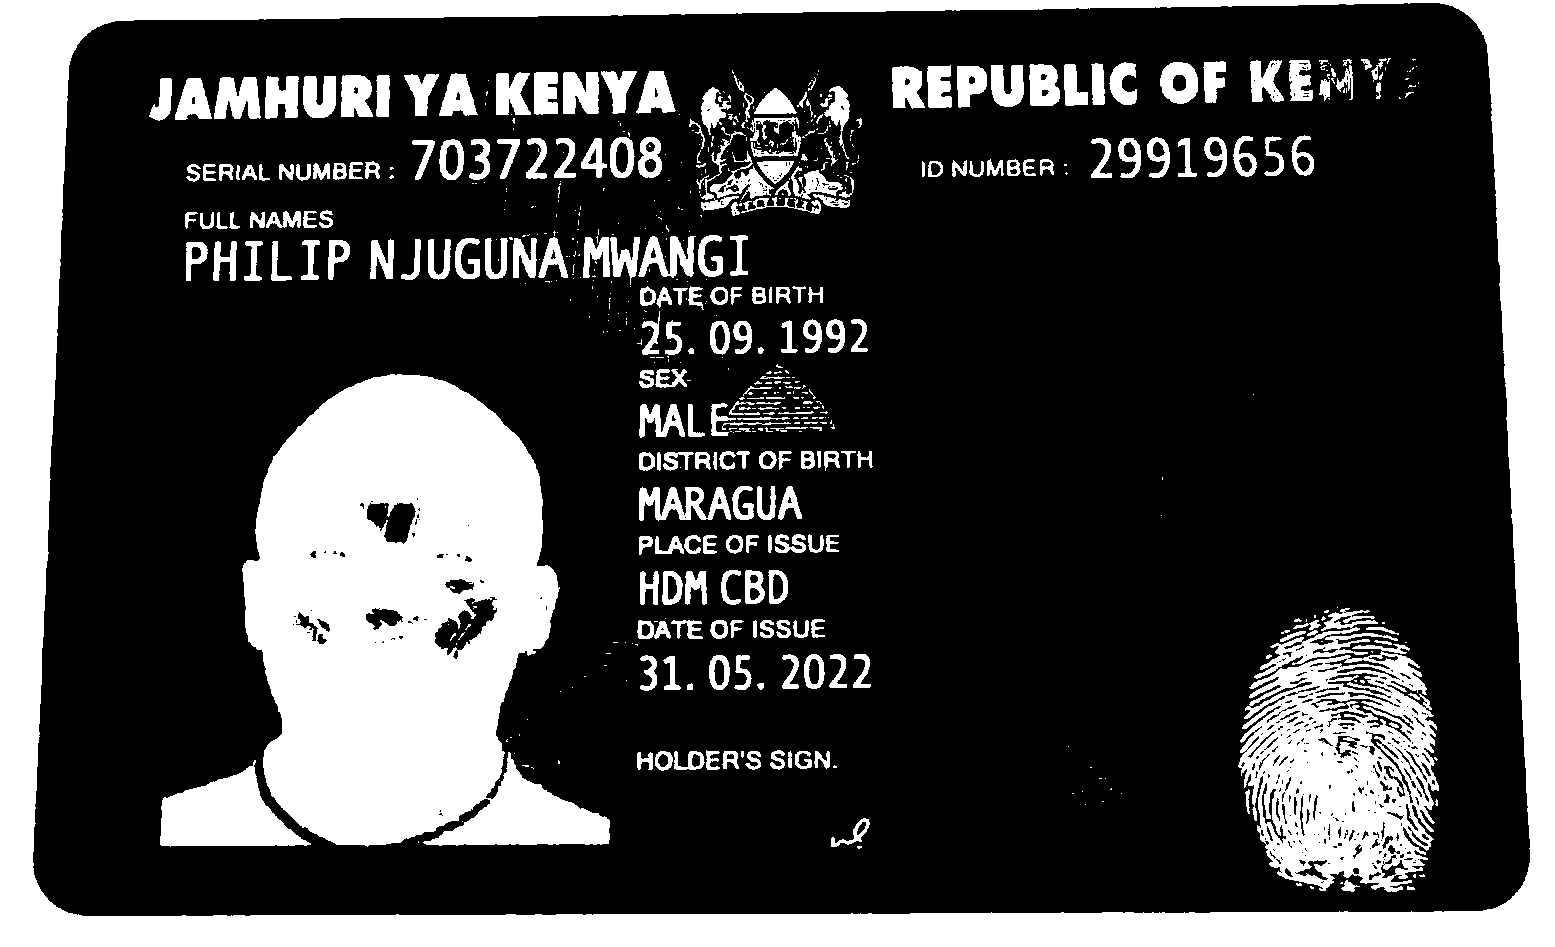 JAMHURI YA KENYA
REPUBLIC OF KENYA
SERIAL NUMBER : 703722408
ID NUMBER : 29919656
FULL NAMES
PHILIP NJUGUNA MWANGI
DATE OF BIRTH
25. 09. 1992
SEX
MALE
DISTRICT OF BIRTH
MARAGUA
PLACE OF ISSUE
HDM CBD
DATE OF ISSUE
31. 05. 2022
HOLDER'S SIGN.